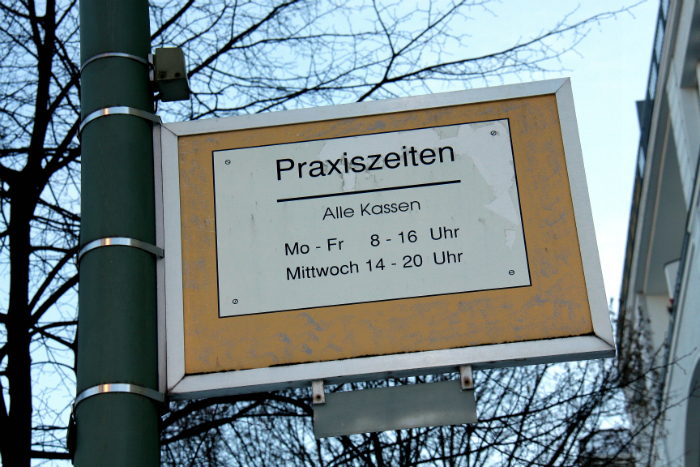 Praxiszeiten
Alle Kassen
Mo - Fr 8 - 16 Uhr
Mittwoch 14 - 20 Uhr